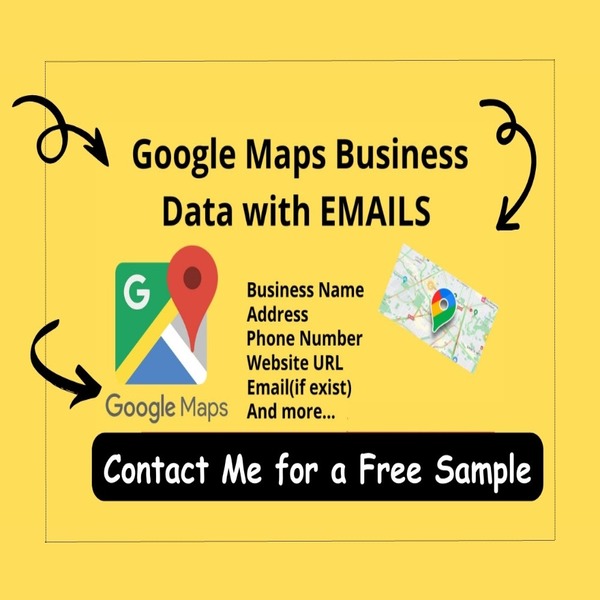 Google Maps Business
Data with EMAILS
G
Google Maps
Business Name
Address
Phone Number
Website URL
Email(if exist)
And more...
Contact Me for a Free Sample